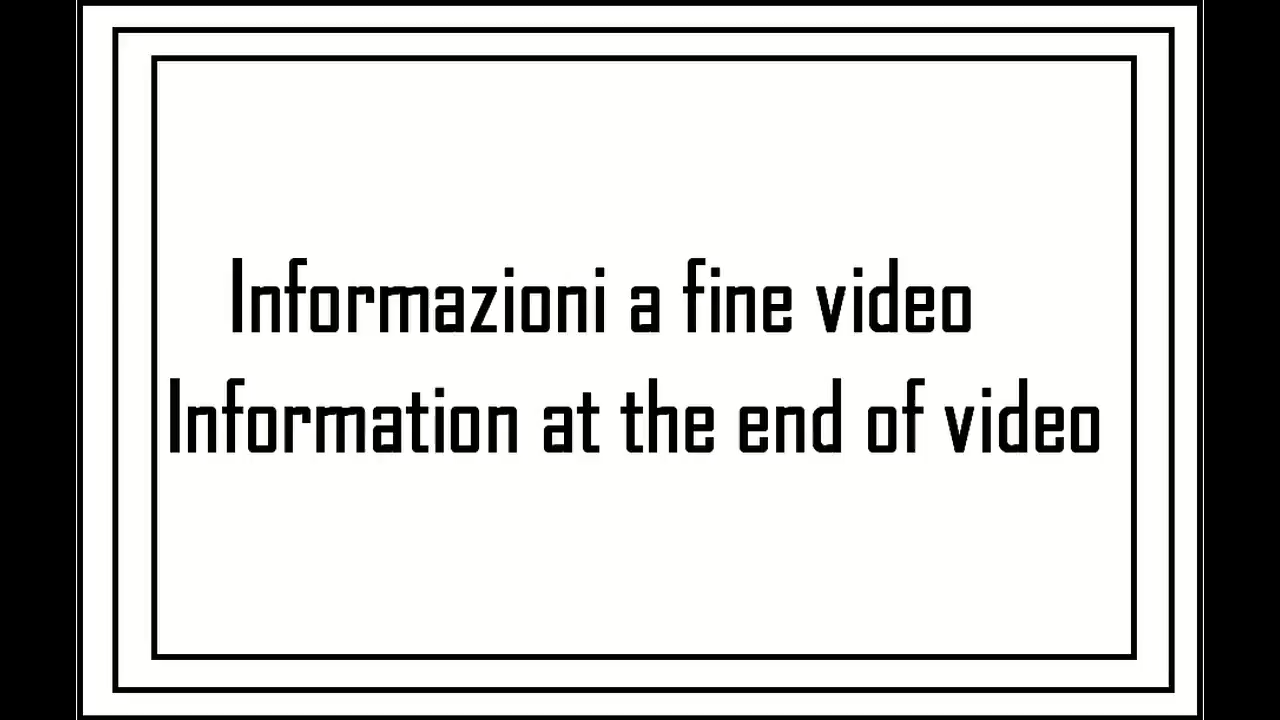 Informazioni a fine video
Information at the end of video